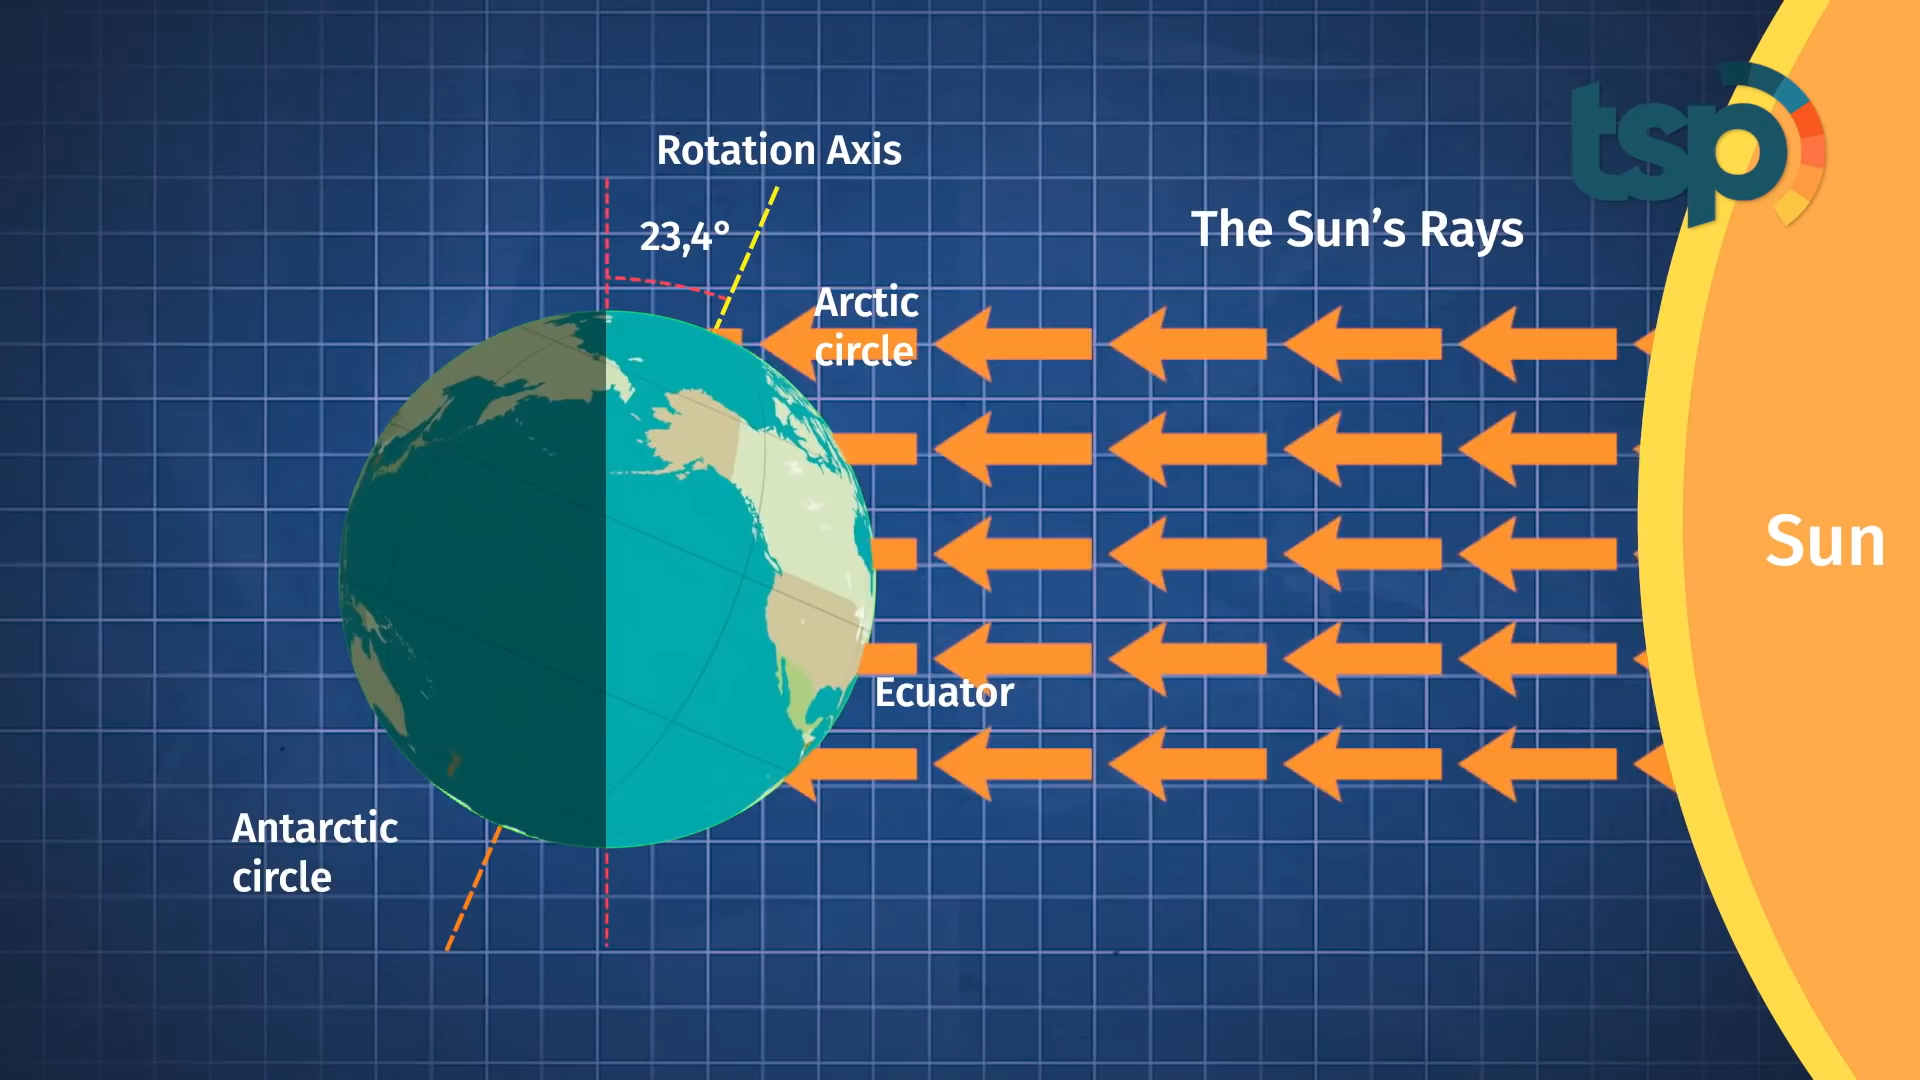 tsp
Rotation Axis
23,4°
The Sun's Rays
Arctic
circle
Sun
Ecuator
Antarctic
circle